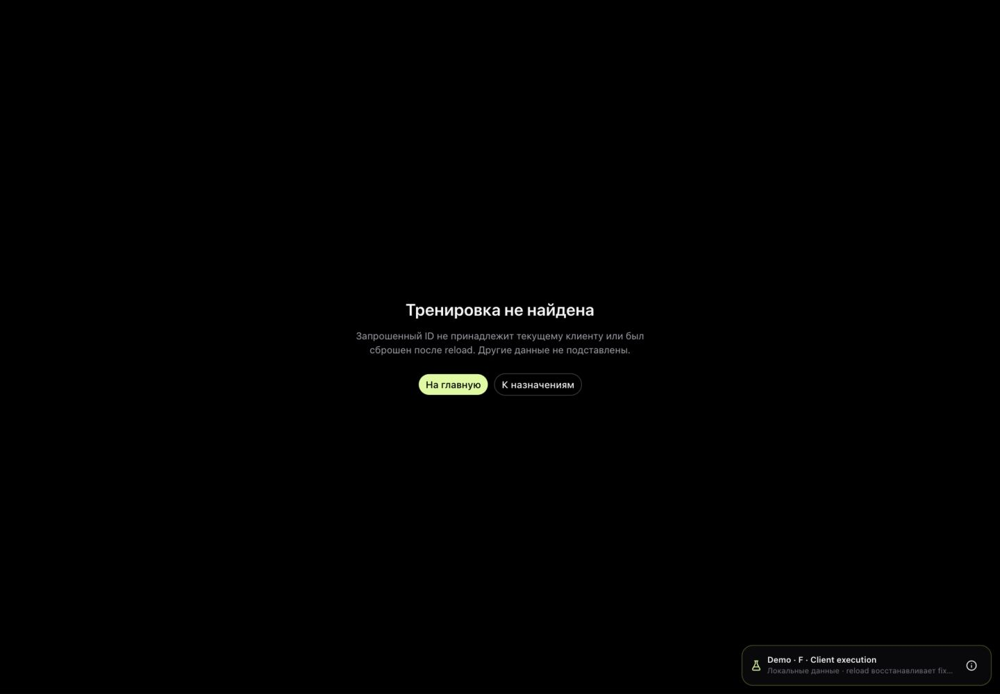 Тренировка не найдена
Запрошенный ID не принадлежит текущему клиенту или был
сброшен после reload. Другие данные не подставлены.
На главную
К назначениям
Demo · F · Client execution
Локальные данные · reload восстанавливает fix...